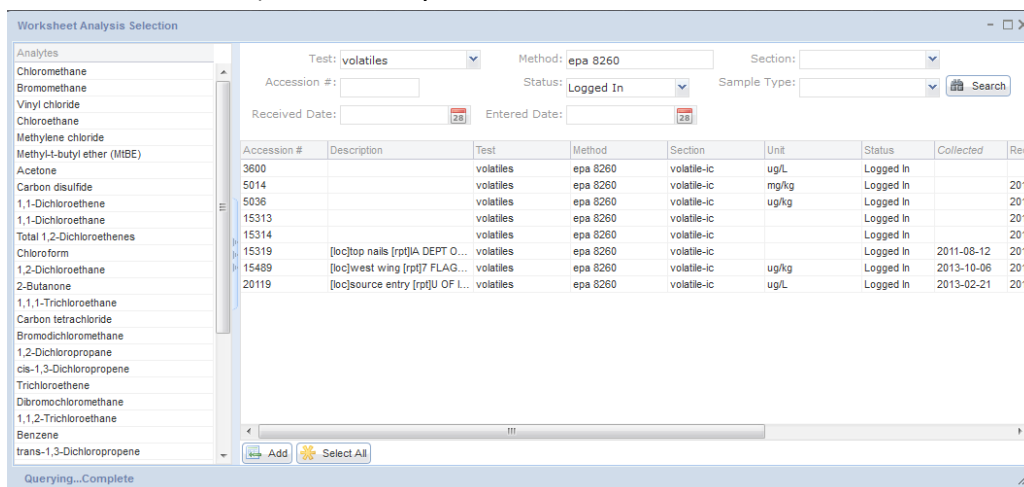 Worksheet Analysis Selection
Analytes
Chloromethane
Bromomethane
Vinyl chloride
Chloroethane
Methylene chloride
Methyl-t-butyl ether (MtBE)
Acetone
Carbon disulfide
1,1-Dichloroethene
1,1-Dichloroethane
Total 1,2-Dichloroethenes
Chloroform
1,2-Dichloroethane
2-Butanone
1,1,1-Trichloroethane
Carbon tetrachloride
Bromodichloromethane
1,2-Dichloropropane
cis-1,3-Dichloropropene
Trichloroethene
Dibromochloromethane
1,1,2-Trichloroethane
Benzene
trans-1,3-Dichloropropene
Test: volatiles Method: epa 8260 Section:
Accession #: Status: Logged In Sample Type: Search
Received Date: 28 Entered Date: 28
Accession # Description Test Method Section Unit Status Collected Re
3600 volatiles epa 8260 volatile-ic ug/L Logged In
5014 volatiles epa 8260 volatile-ic mg/kg Logged In 201
5036 volatiles epa 8260 volatile-ic ug/kg Logged In 201
15313 volatiles epa 8260 volatile-ic Logged In 201
15314 volatiles epa 8260 volatile-ic Logged In 201
15319 [loc]top nails [rpt]IA DEPT O... volatiles epa 8260 volatile-ic Logged In 2011-08-12 201
15489 [loc]west wing [rpt]7 FLAG... volatiles epa 8260 volatile-ic ug/kg Logged In 2013-10-06 201
20119 [loc]source entry [rpt]U OF I... volatiles epa 8260 volatile-ic ug/L Logged In 2013-02-21 201
Add Select All
Querying...Complete